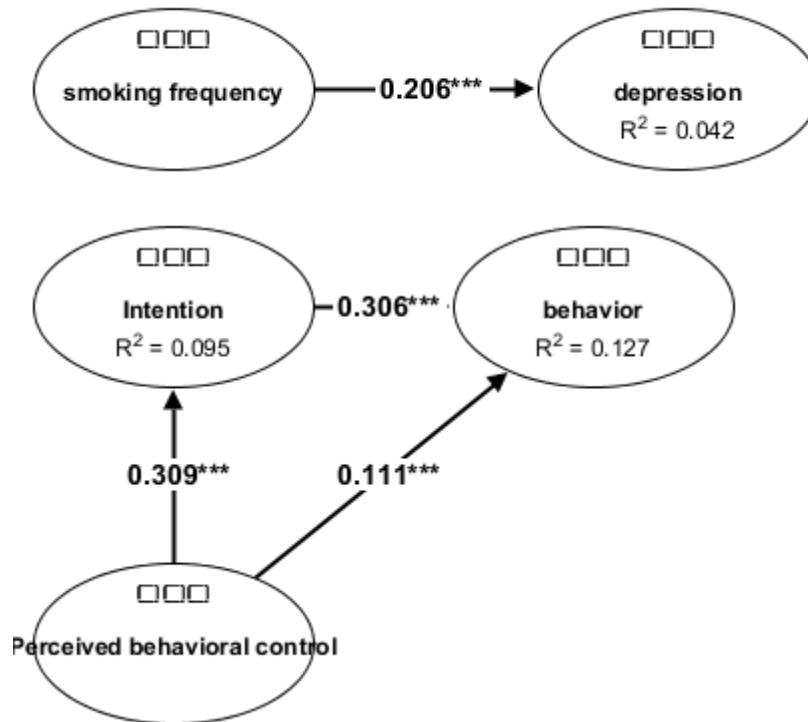 smoking frequency
0.206***
depression
R² = 0.042
Intention
R² = 0.095
0.306***
behavior
R² = 0.127
0.309***
0.111***
Perceived behavioral control